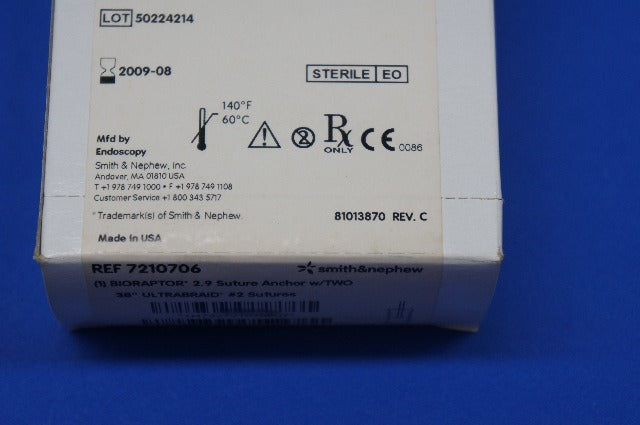 LOT 50224214
2009-08
STERILE EO
140°F
60°C
Mfd by
Endoscopy
Smith & Nephew, Inc.
Andover, MA 01810 USA
T +1 978 749 1000 • F +1 978 749 1108
Customer Service +1 800 343 5717
2
Rx
ONLY
CE 0086
*Trademark(s) of Smith & Nephew.
81013870 REV. C
Made in USA
REF 7210706
smith&nephew
(1) BIORAPTOR* 2.9 Suture Anchor w/TWO
38" ULTRABRAID* #2 Sutures